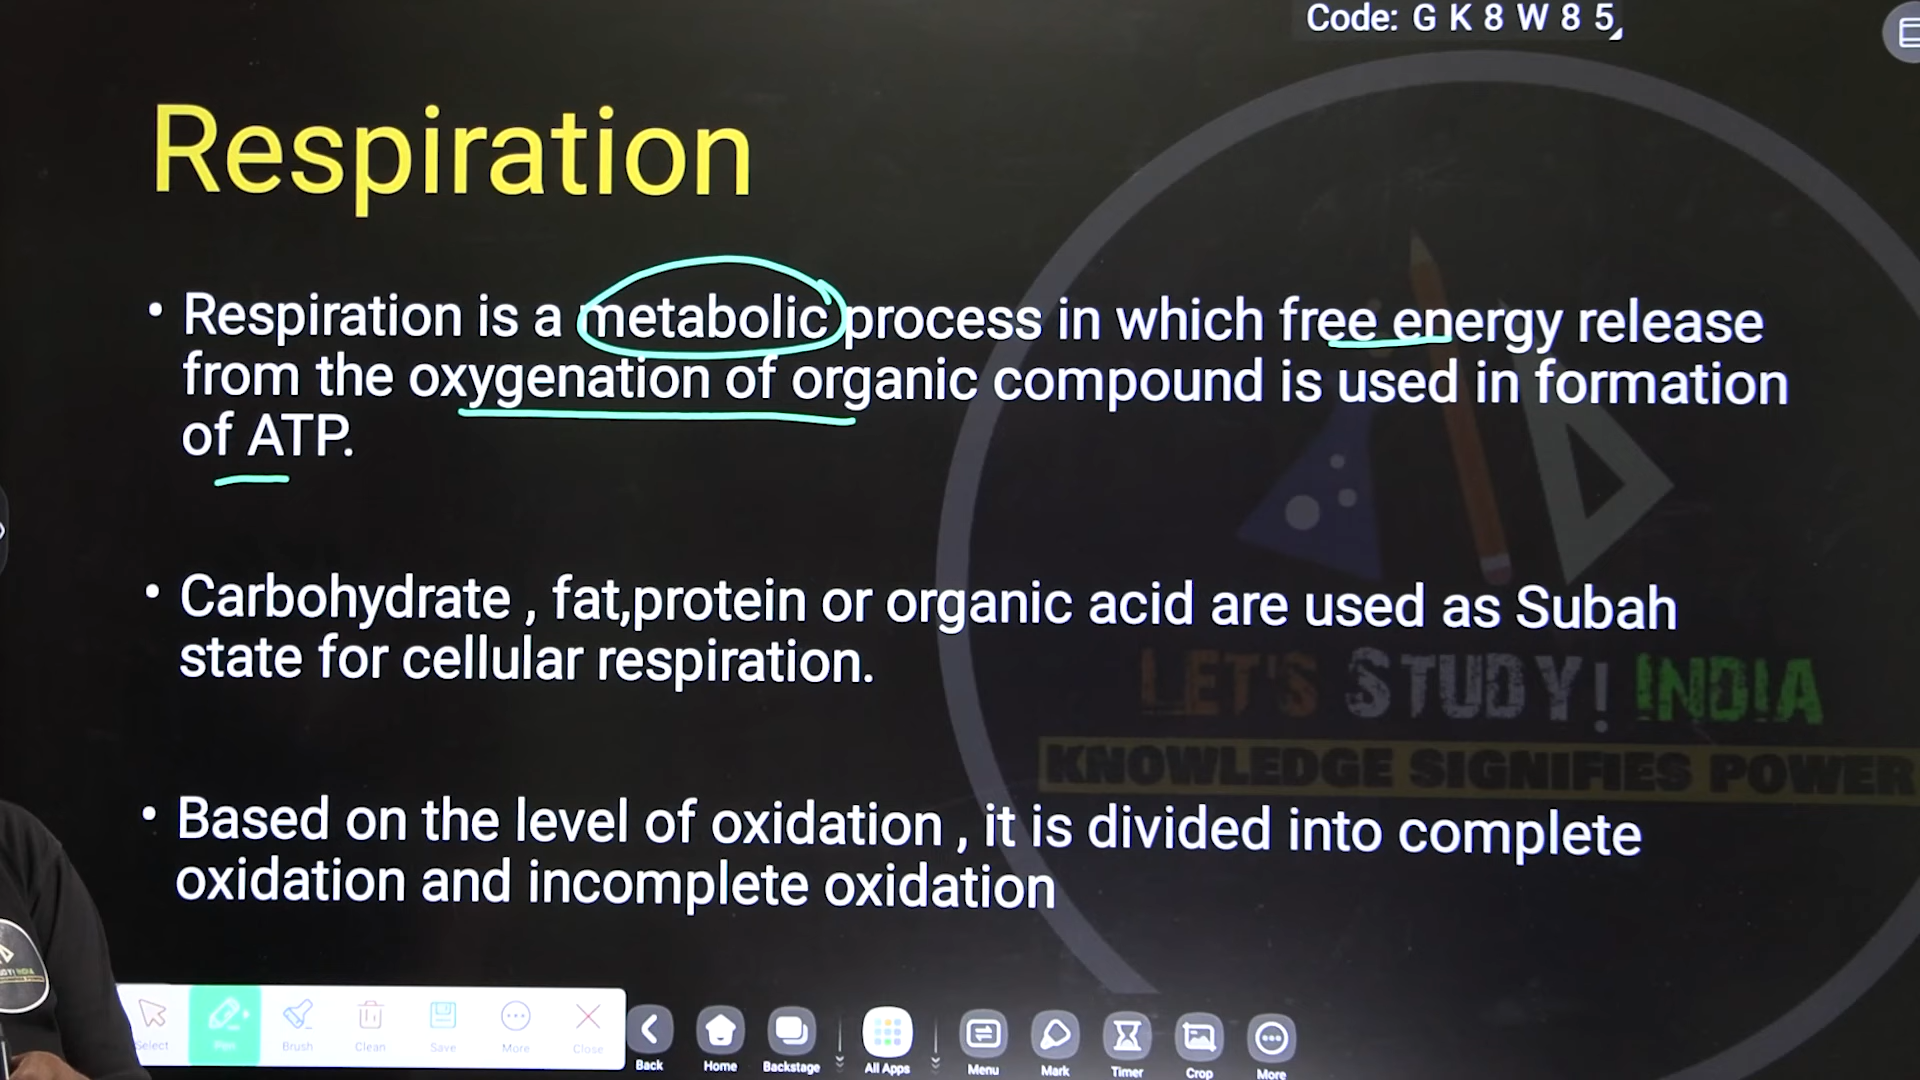 Code: G K 8 W 8 5
Respiration
• Respiration is a metabolic process in which free energy release
from the oxygenation of organic compound is used in formation
of ATP.
• Carbohydrate , fat,protein or organic acid are used as Subah
state for cellular respiration.
LET'S STUDY! INDIA
KNOWLEDGE SIGNIFIES POWER
• Based on the level of oxidation , it is divided into complete
oxidation and incomplete oxidation
Select Pen Brush Clean Save More Close
Back Home Backstage All Apps Menu Mark Timer Crop More